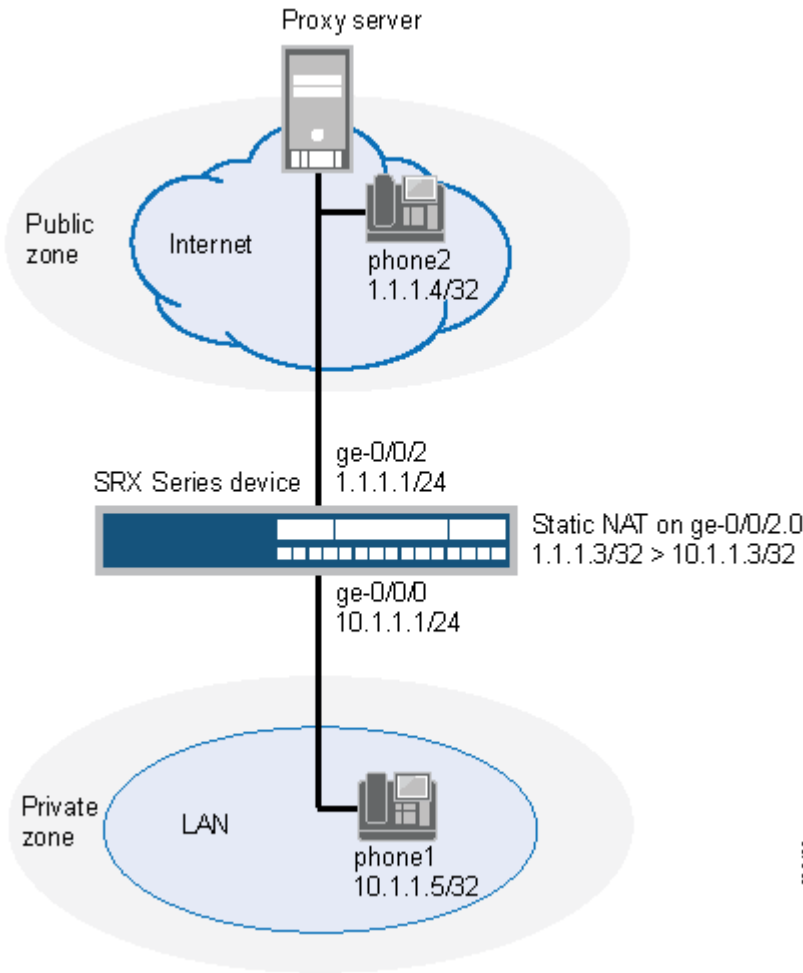 Proxy server
Public
zone
Internet
phone2
1.1.1.4/32
ge-0/0/2
1.1.1.1/24
SRX Series device
Static NAT on ge-0/0/2.0
1.1.1.3/32 > 10.1.1.3/32
ge-0/0/0
10.1.1.1/24
Private
zone
LAN
phone1
10.1.1.5/32